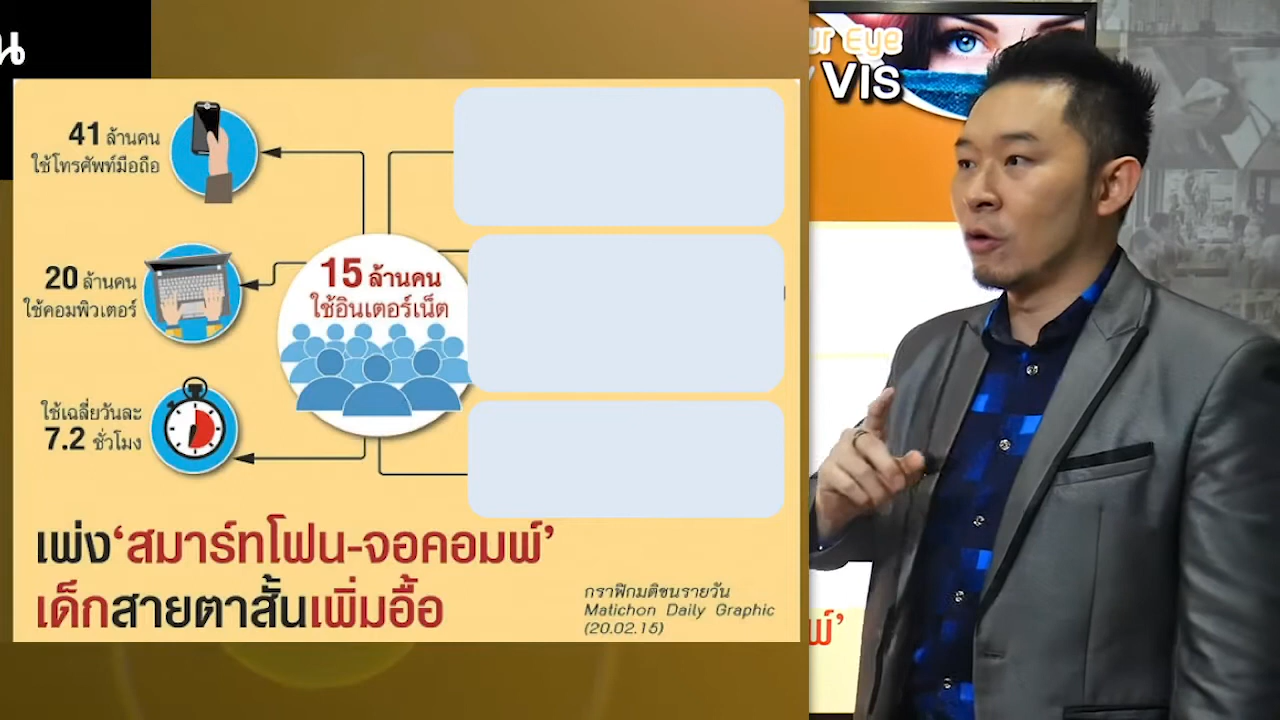 น
ur Eye
VIS
41 ล้านคน
ใช้โทรศัพท์มือถือ
20 ล้านคน
ใช้คอมพิวเตอร์
15 ล้านคน
ใช้อินเตอร์เน็ต
ใช้เฉลี่ยวันละ
7.2 ชั่วโมง
เพ่ง‘สมาร์ทโฟน-จอคอมพ์’
เด็กสายตาสั้นเพิ่มอื้อ
กราฟิกมติชนรายวัน
Matichon Daily Graphic
(20.02.15)
พ์’